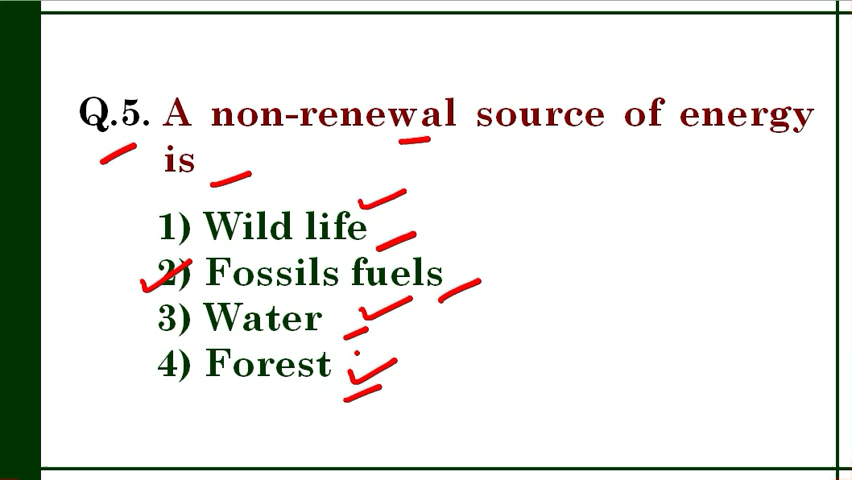 Q.5. A non-renewal source of energy
is
1) Wild life
2) Fossils fuels
3) Water
4) Forest